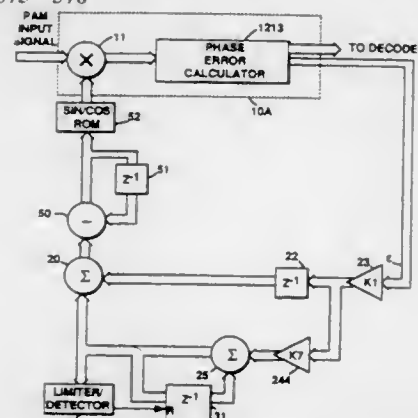 PAM
INPUT
SIGNAL
11
X
PHASE
ERROR
CALCULATOR
1213
TO DECODE
10A
SIN/COS
ROM
52
Z-1
51
50
−
20
Σ
22
Z-1
23
K1
ε
25
Σ
K7
244
LIMITER/
DETECTOR
R
Z-1
31